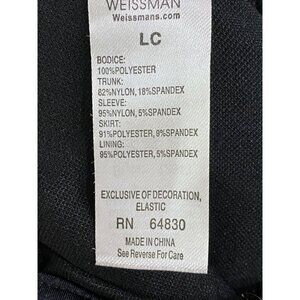 WEISSMAN
Weissmans.com
LC
BODICE:
100%POLYESTER
TRUNK:
82%NYLON, 18%SPANDEX
SLEEVE:
95%NYLON, 5%SPANDEX
SKIRT:
91%POLYESTER, 9%SPANDEX
LINING:
95%POLYESTER, 5%SPANDEX
EXCLUSIVE OF DECORATION,
ELASTIC
RN 64830
MADE IN CHINA
See Reverse For Care